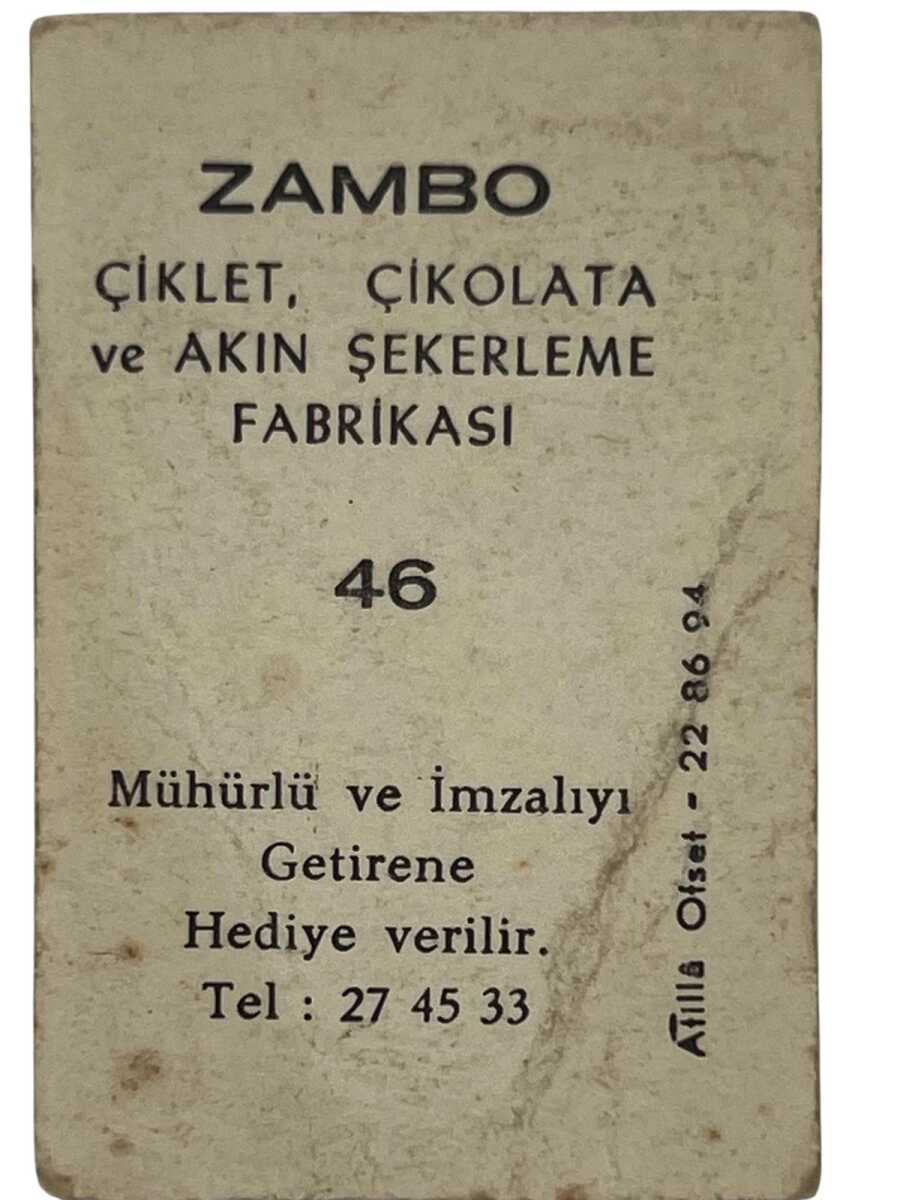 ZAMBO
ÇİKLET, ÇİKOLATA
ve AKIN ŞEKERLEME
FABRİKASI
46
Mühürlü ve İmzalıyı
Getirene
Hediye verilir.
Tel : 27 45 33
Atillâ Ofset - 22 86 94